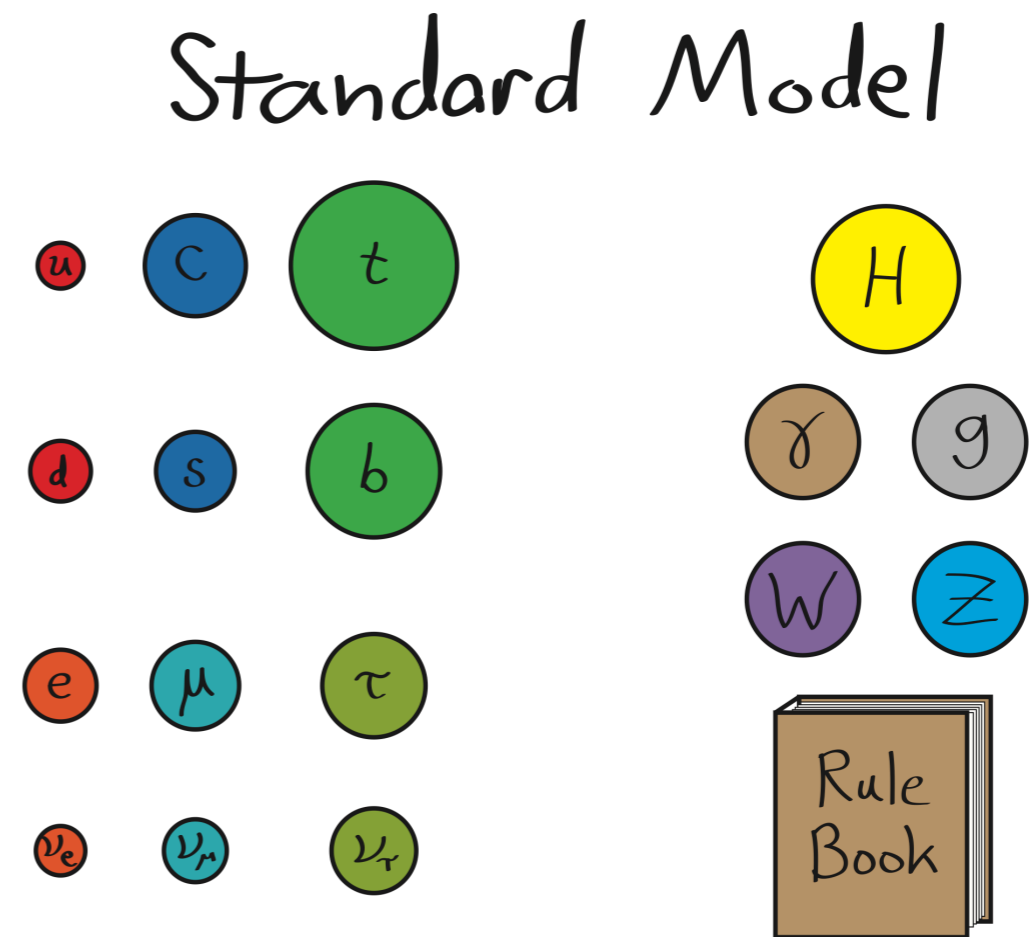 Standard Model
u c t H
γ g
d s b
W Z
e μ τ
Rule
Book
νe νμ ντ